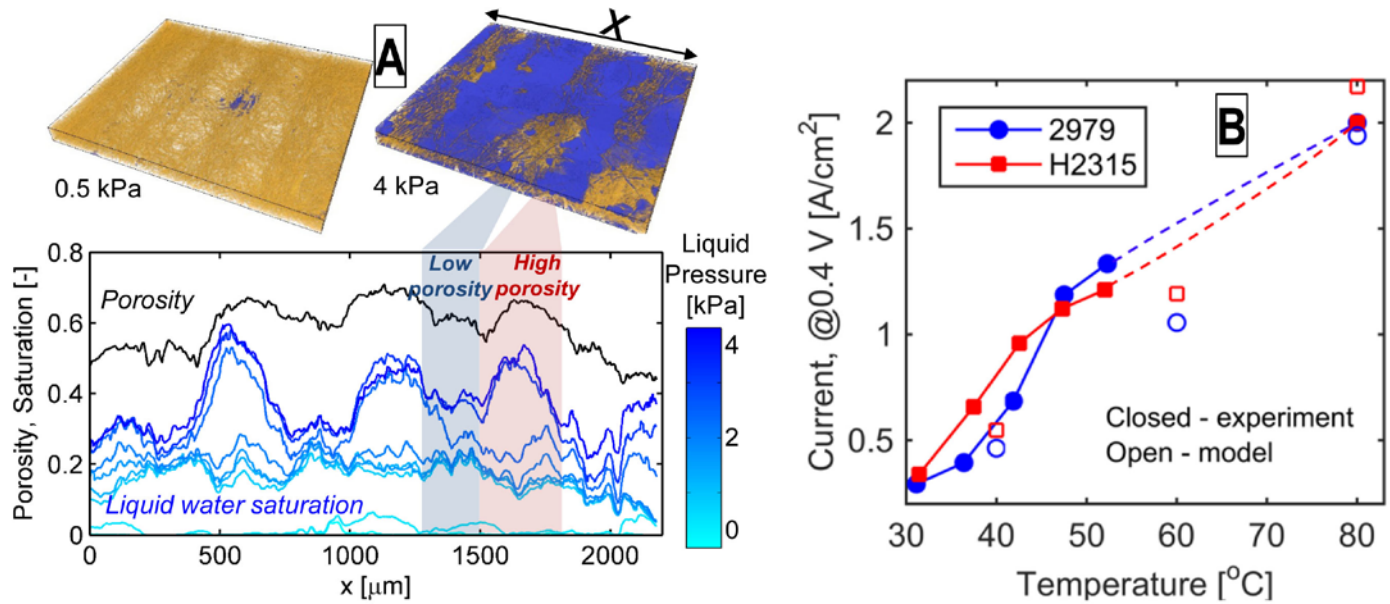 A
X
0.5 kPa
4 kPa
Porosity, Saturation [-]
0.8
0.6
0.4
0.2
0
Porosity
Low
porosity
High
porosity
Liquid water saturation
0
500
1000
1500
2000
x [μm]
Liquid
Pressure
[kPa]
4
2
0
B
2979
H2315
Current, @0.4 V [A/cm²]
2
1.5
1
0.5
Closed - experiment
Open - model
30
40
50
60
70
80
Temperature [°C]